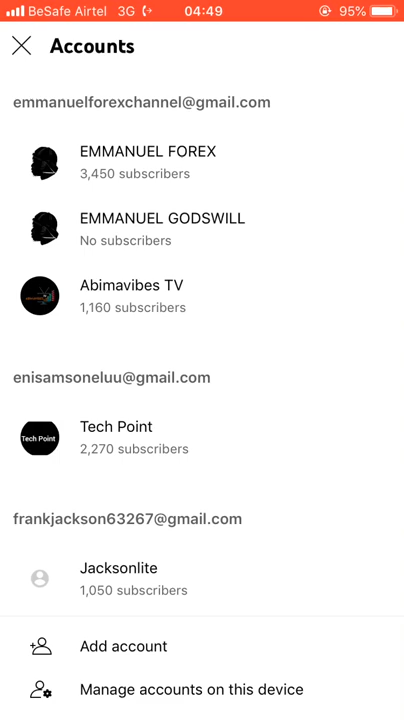 BeSafe Airtel 3G 04:49 95%
Accounts
emmanuelforexchannel@gmail.com
EMMANUEL FOREX
3,450 subscribers
EMMANUEL GODSWILL
No subscribers
Abimavibes TV
1,160 subscribers
enisamsoneluu@gmail.com
Tech Point
Tech Point
2,270 subscribers
frankjackson63267@gmail.com
Jacksonlite
1,050 subscribers
Add account
Manage accounts on this device